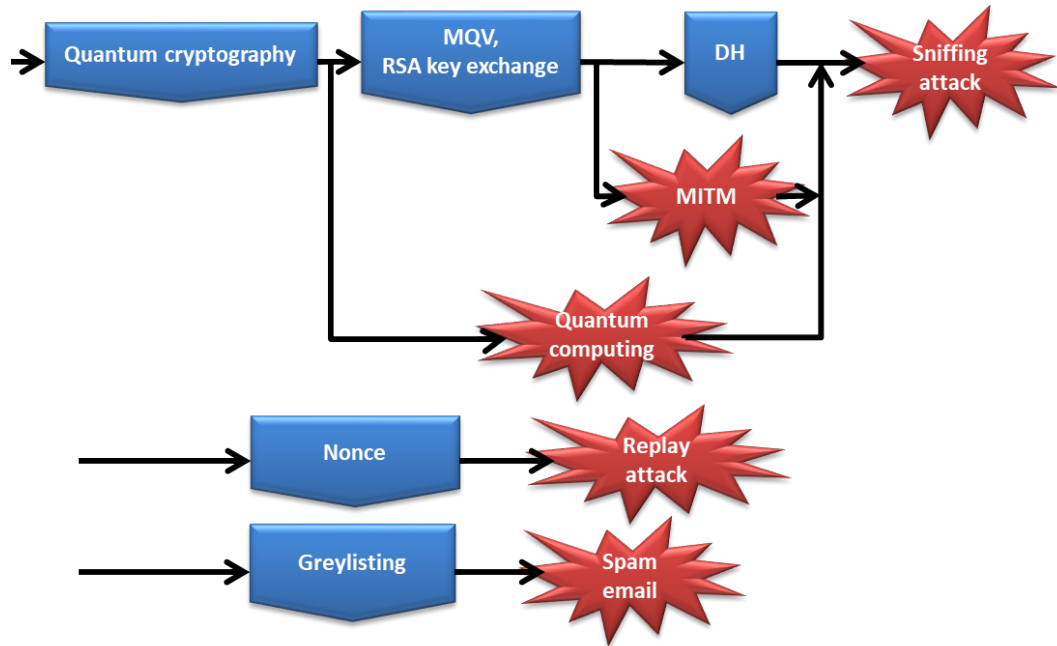 Quantum cryptography
MQV,
RSA key exchange
DH
Sniffing
attack
MITM
Quantum
computing
Nonce
Replay
attack
Greylisting
Spam
email